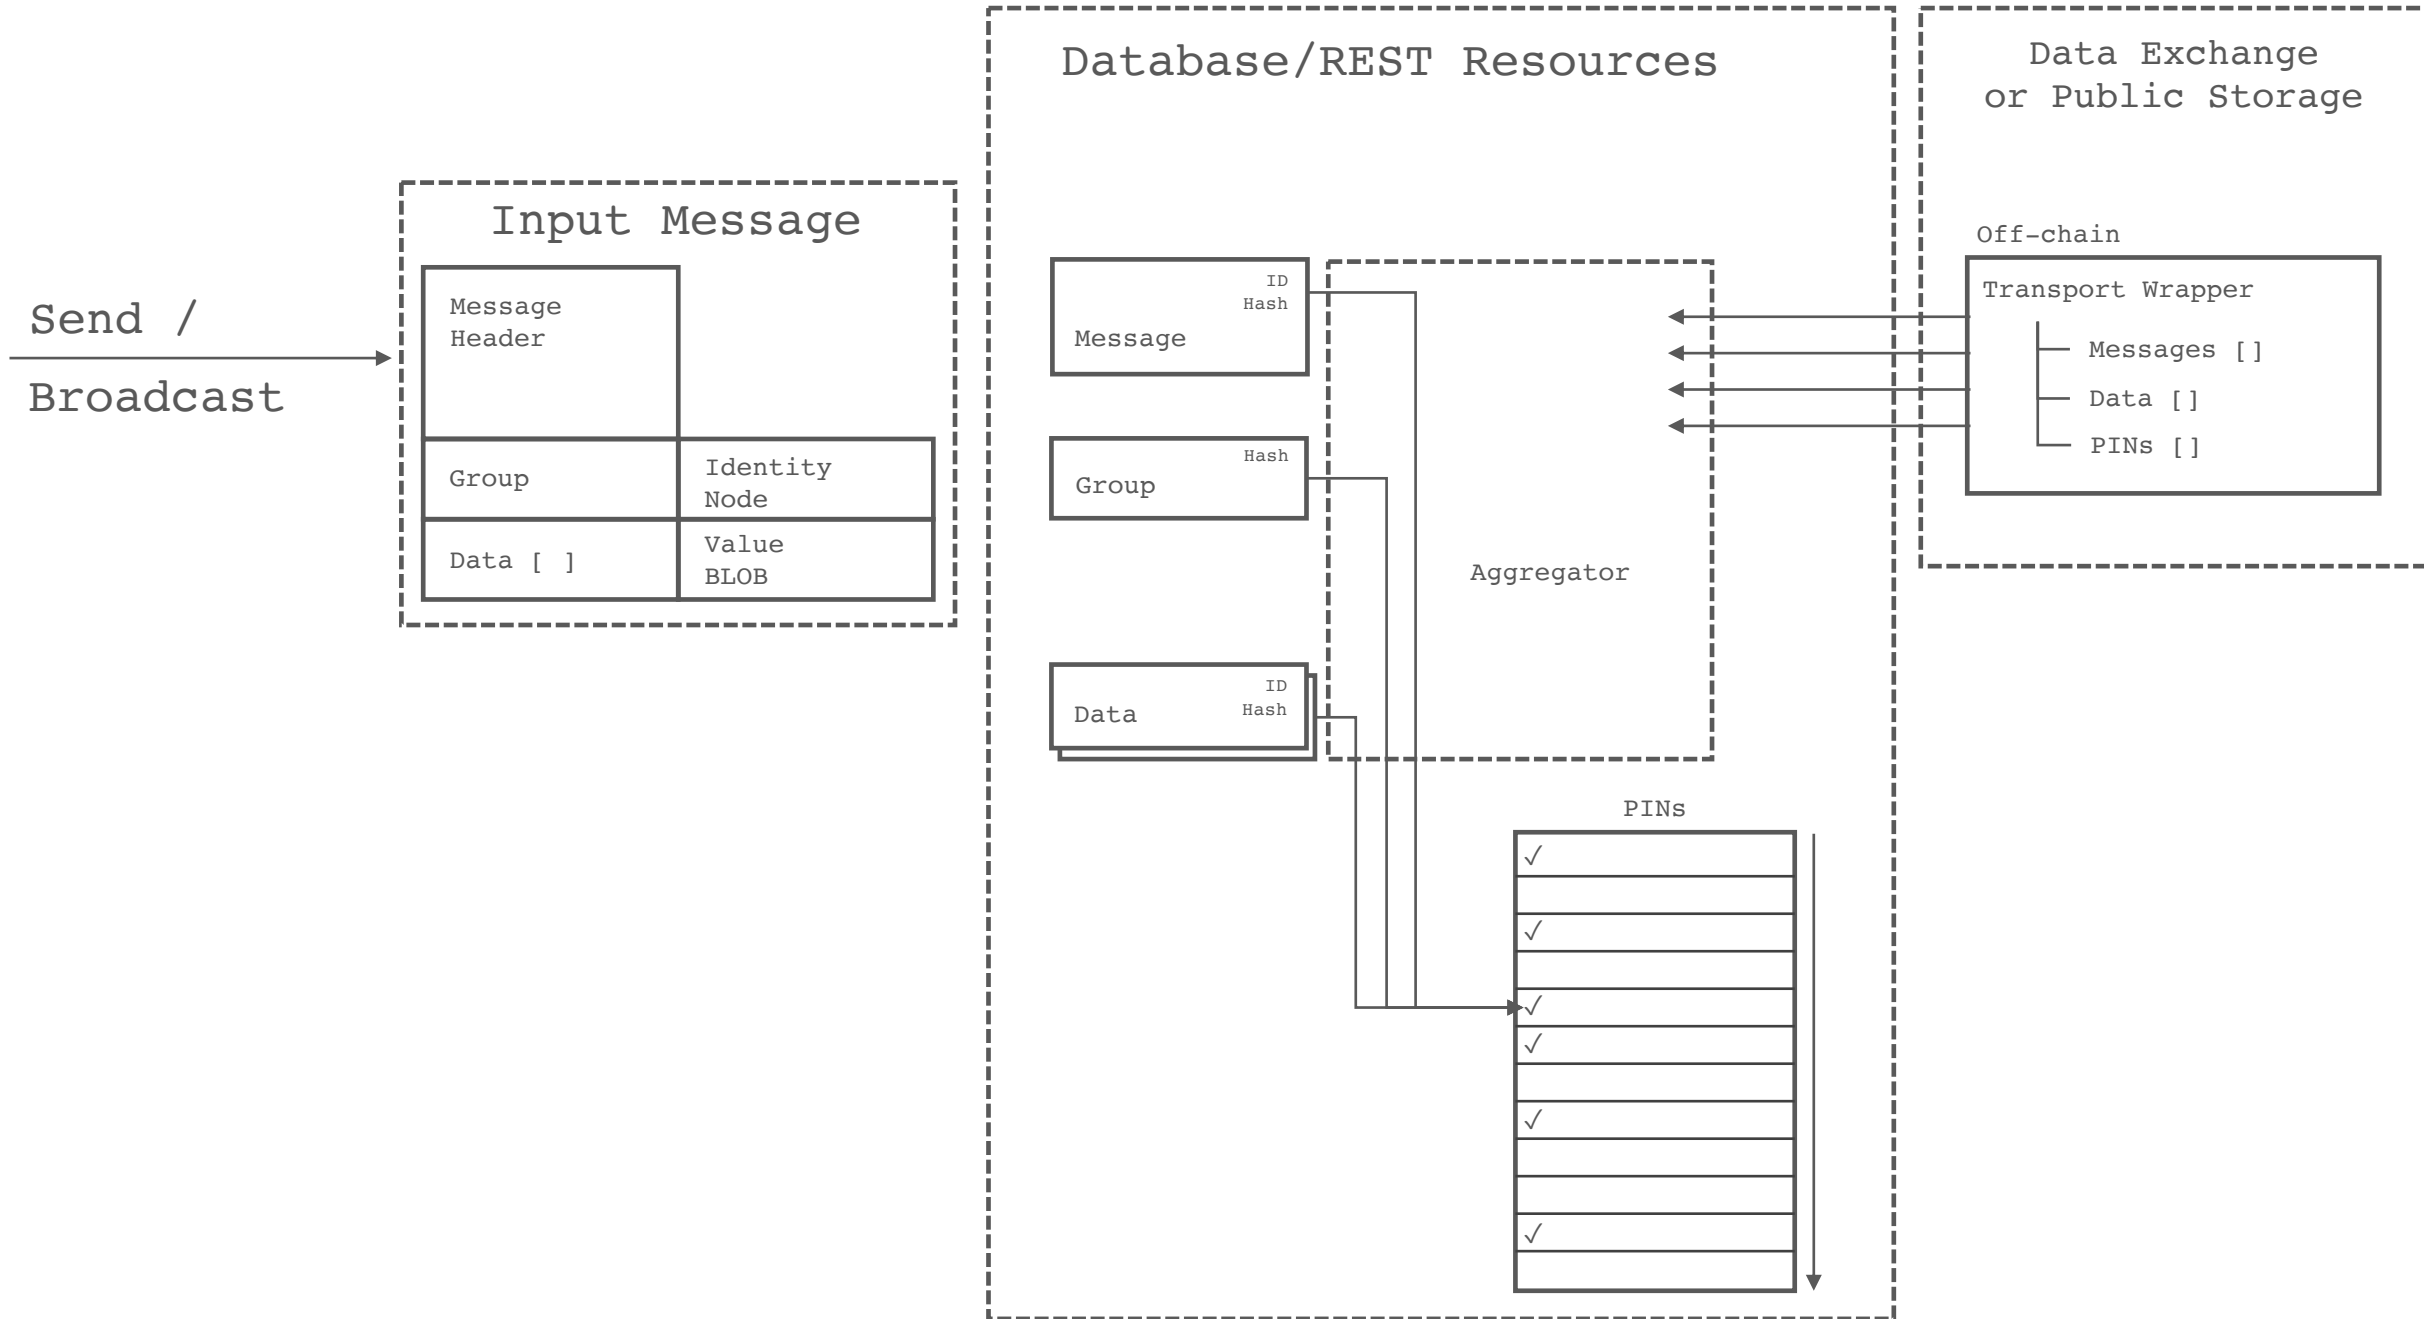 Send /
Broadcast
Input Message
Message
Header
Group
Identity
Node
Data [ ]
Value
BLOB
Database/REST Resources
ID
Hash
Message
Hash
Group
ID
Hash
Data
Aggregator
PINs
✓
✓
✓
✓
✓
✓
Data Exchange
or Public Storage
Off-chain
Transport Wrapper
Messages []
Data []
PINs []